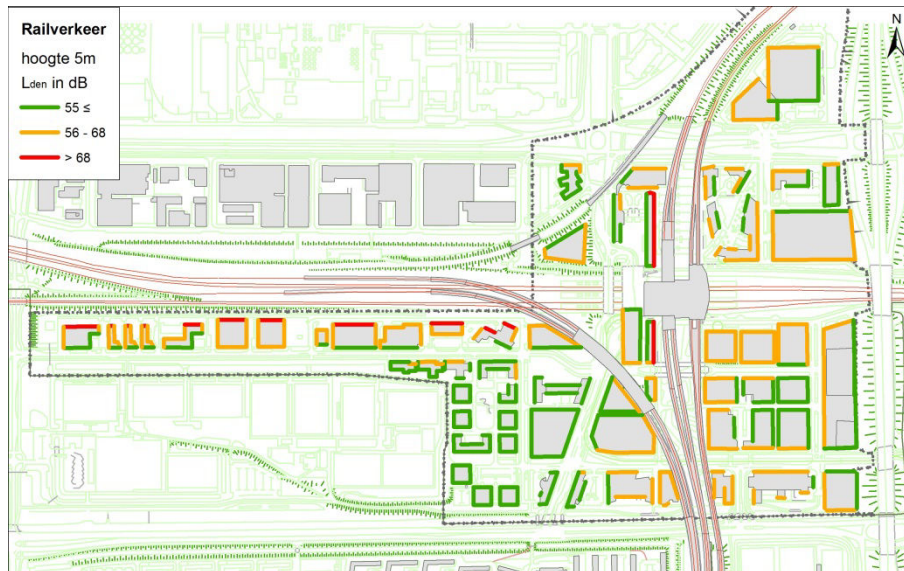 Railverkeer
hoogte 5m
Lden in dB
55 ≤
56 - 68
> 68
N